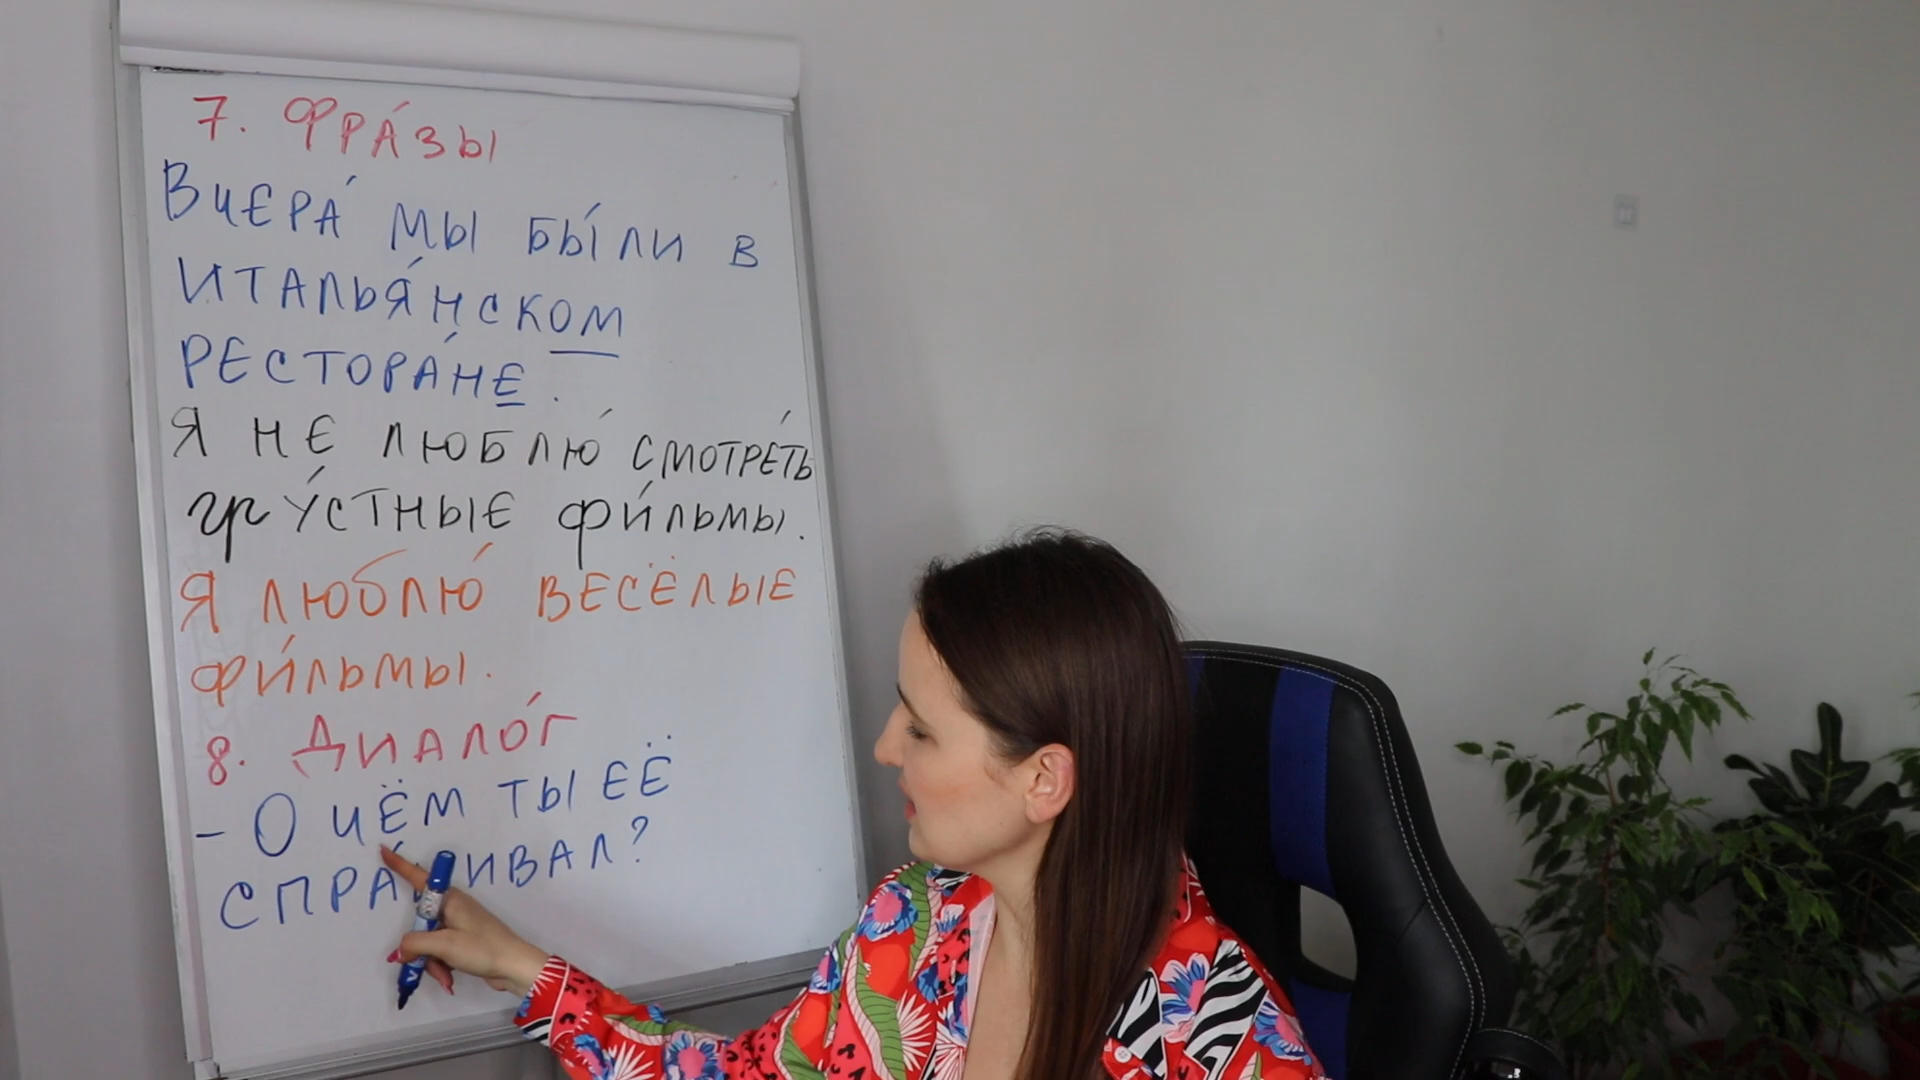 7. ФРА́ЗЫ
ВЧЕРА́ МЫ БЫ́ЛИ В
ИТАЛЬЯ́НСКОМ
РЕСТОРА́НЕ.
Я НЕ ЛЮБЛЮ́ СМОТРЕ́ТЬ
ГРУ́СТНЫЕ ФИ́ЛЬМЫ.
Я ЛЮБЛЮ́ ВЕСЁЛЫЕ
ФИ́ЛЬМЫ.
8. ДИАЛО́Г
- О ЧЁМ ТЫ ЕЁ